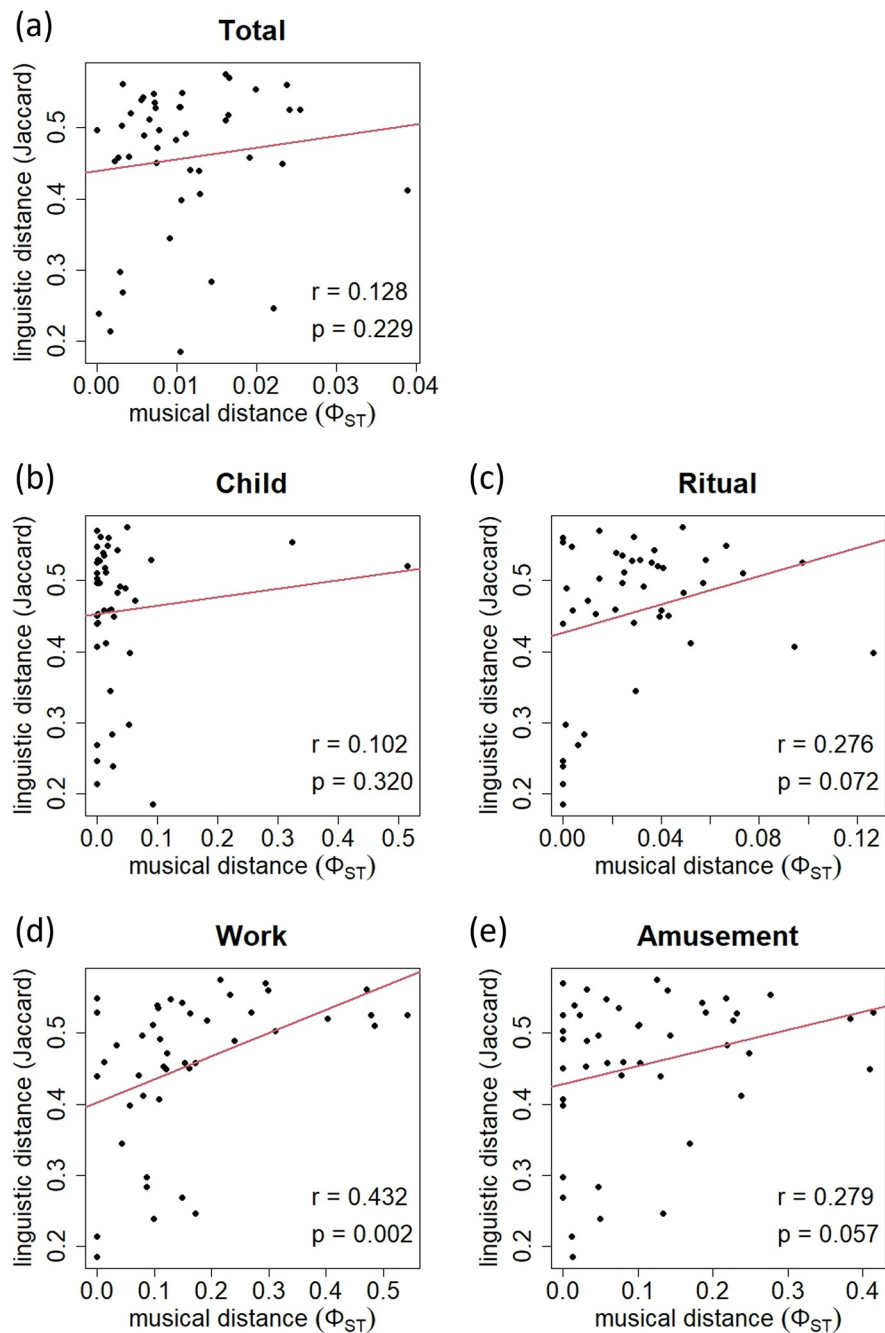 (a)
Total
linguistic distance (Jaccard)
0.5
0.4
0.3
0.2
r = 0.128
p = 0.229
0.00 0.01 0.02 0.03 0.04
musical distance (ΦST)
(b)
Child
linguistic distance (Jaccard)
0.5
0.4
0.3
0.2
r = 0.102
p = 0.320
0.0 0.1 0.2 0.3 0.4 0.5
musical distance (ΦST)
(c)
Ritual
linguistic distance (Jaccard)
0.5
0.4
0.3
0.2
r = 0.276
p = 0.072
0.00 0.04 0.08 0.12
musical distance (ΦST)
(d)
Work
linguistic distance (Jaccard)
0.5
0.4
0.3
0.2
r = 0.432
p = 0.002
0.0 0.1 0.2 0.3 0.4 0.5
musical distance (ΦST)
(e)
Amusement
linguistic distance (Jaccard)
0.5
0.4
0.3
0.2
r = 0.279
p = 0.057
0.0 0.1 0.2 0.3 0.4
musical distance (ΦST)